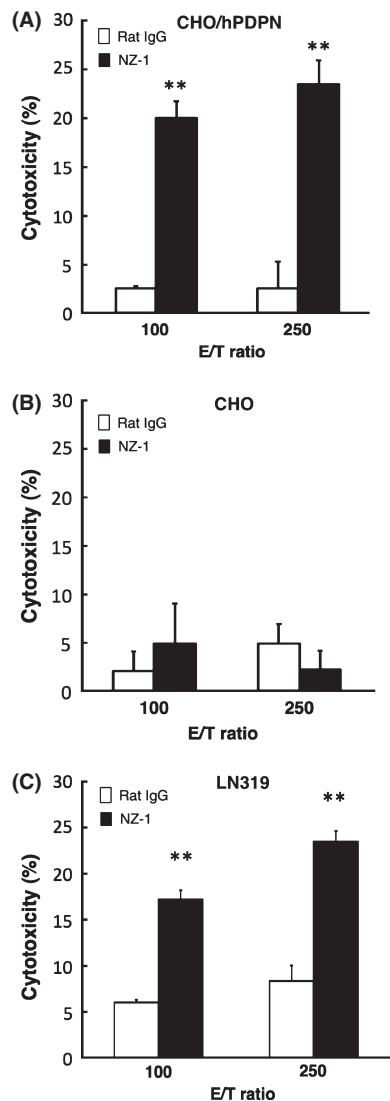 (A) CHO/hPDPN
Rat IgG
NZ-1
Cytotoxicity (%)
30
25
20
15
10
5
0
**
**
100
250
E/T ratio
(B) CHO
Rat IgG
NZ-1
Cytotoxicity (%)
30
25
20
15
10
5
0
100
250
E/T ratio
(C) LN319
Rat IgG
NZ-1
Cytotoxicity (%)
30
25
20
15
10
5
0
**
**
100
250
E/T ratio